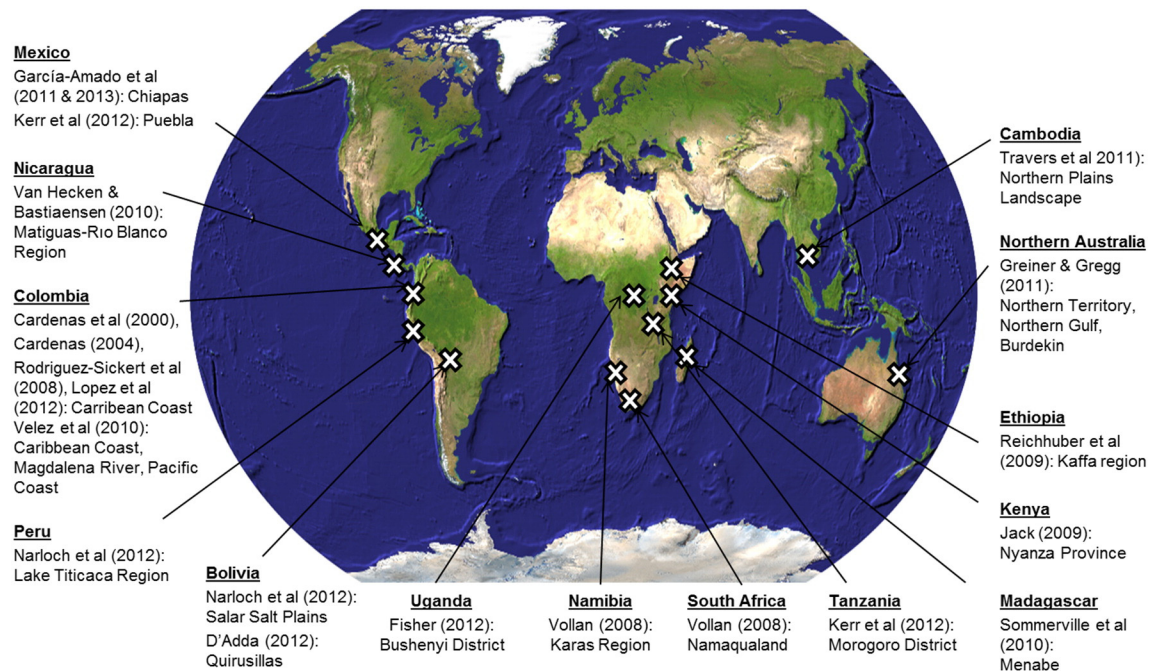 Mexico
García-Amado et al
(2011 & 2013): Chiapas
Kerr et al (2012): Puebla
Nicaragua
Van Hecken &
Bastiaensen (2010):
Matiguas-Rıo Blanco
Region
Colombia
Cardenas et al (2000),
Cardenas (2004),
Rodriguez-Sickert et al
(2008), Lopez et al
(2012): Carribean Coast
Velez et al (2010):
Caribbean Coast,
Magdalena River, Pacific
Coast
Peru
Narloch et al (2012):
Lake Titicaca Region
Bolivia
Narloch et al (2012):
Salar Salt Plains
D'Adda (2012):
Quirusillas
Uganda
Fisher (2012):
Bushenyi District
Namibia
Vollan (2008):
Karas Region
South Africa
Vollan (2008):
Namaqualand
Tanzania
Kerr et al (2012):
Morogoro District
Cambodia
Travers et al 2011):
Northern Plains
Landscape
Northern Australia
Greiner & Gregg
(2011):
Northern Territory,
Northern Gulf,
Burdekin
Ethiopia
Reichhuber et al
(2009): Kaffa region
Kenya
Jack (2009):
Nyanza Province
Madagascar
Sommerville et al
(2010):
Menabe